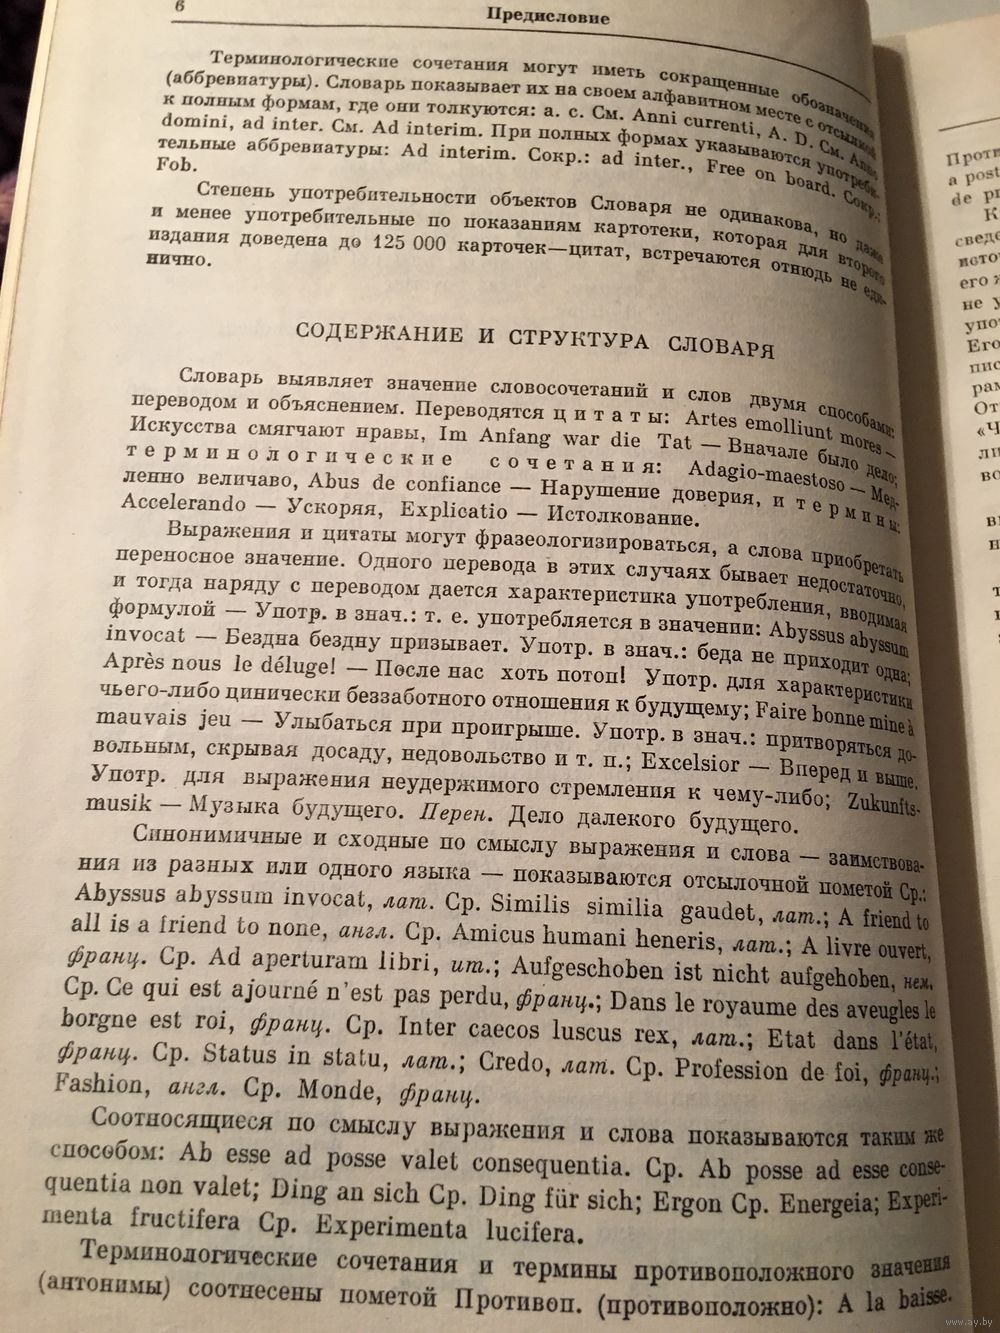 6
Предисловие
Терминологические сочетания могут иметь сокращенные обозначения
(аббревиатуры). Словарь показывает их на своем алфавитном месте с отсылкой
к полным формам, где они толкуются: a. c. См. Anni currenti, A. D. См. Anno
domini, ad inter. См. Ad interim. При полных формах указываются употреби-
тельные аббревиатуры: Ad interim. Сокр.: ad inter., Free on board. Сокр.:
Fob.
Степень употребительности объектов Словаря не одинакова, но даже
и менее употребительные по показаниям картотеки, которая для второго
издания доведена до 125 000 карточек—цитат, встречаются отнюдь не еди-
нично.
СОДЕРЖАНИЕ И СТРУКТУРА СЛОВАРЯ
Словарь выявляет значение словосочетаний и слов двумя способами:
переводом и объяснением. Переводятся цитаты: Artes emolliunt mores —
Искусства смягчают нравы, Im Anfang war die Tat — Вначале было дело;
терминологические сочетания: Adagio-maestoso — Мед-
ленно величаво, Abus de confiance — Нарушение доверия, и термины:
Accelerando — Ускоряя, Explicatio — Истолкование.
Выражения и цитаты могут фразеологизироваться, а слова приобретать
переносное значение. Одного перевода в этих случаях бывает недостаточно,
и тогда наряду с переводом дается характеристика употребления, вводимая
формулой — Употр. в знач.: т. е. употребляется в значении: Abyssus abyssum
invocat — Бездна бездну призывает. Употр. в знач.: беда не приходит одна;
Après nous le déluge! — После нас хоть потоп! Употр. для характеристики
чьего-либо цинически беззаботного отношения к будущему; Faire bonne mine à
mauvais jeu — Улыбаться при проигрыше. Употр. в знач.: притворяться до-
вольным, скрывая досаду, недовольство и т. п.; Excelsior — Вперед и выше.
Употр. для выражения неудержимого стремления к чему-либо; Zukunfts-
musik — Музыка будущего. Перен. Дело далекого будущего.
Синонимичные и сходные по смыслу выражения и слова — заимствова-
ния из разных или одного языка — показываются отсылочной пометой Ср.:
Abyssus abyssum invocat, лат. Ср. Similis similia gaudet, лат.; A friend to
all is a friend to none, англ. Ср. Amicus humani heneris, лат.; A livre ouvert,
франц. Ср. Ad aperturam libri, ит.; Aufgeschoben ist nicht aufgehoben, нем.
Ср. Ce qui est ajourné n'est pas perdu, франц.; Dans le royaume des aveugles le
borgne est roi, франц. Ср. Inter caecos luscus rex, лат.; Etat dans l'état,
франц. Ср. Status in statu, лат.; Credo, лат. Ср. Profession de foi, франц.;
Fashion, англ. Ср. Monde, франц.
Соотносящиеся по смыслу выражения и слова показываются таким же
способом: Ab esse ad posse valet consequentia. Ср. Ab posse ad esse conse-
quentia non valet; Ding an sich Ср. Ding für sich; Ergon Ср. Energeia; Experi-
menta fructifera Ср. Experimenta lucifera.
Терминологические сочетания и термины противоположного значения
(антонимы) соотнесены пометой Противоп. (противоположно): A la baisse.
Проти
a post
de pr
К
сведе
исто
его ж
не у
упо
Его
пис
рам
От
«Ч
ли
во
в
н
www.ay.by